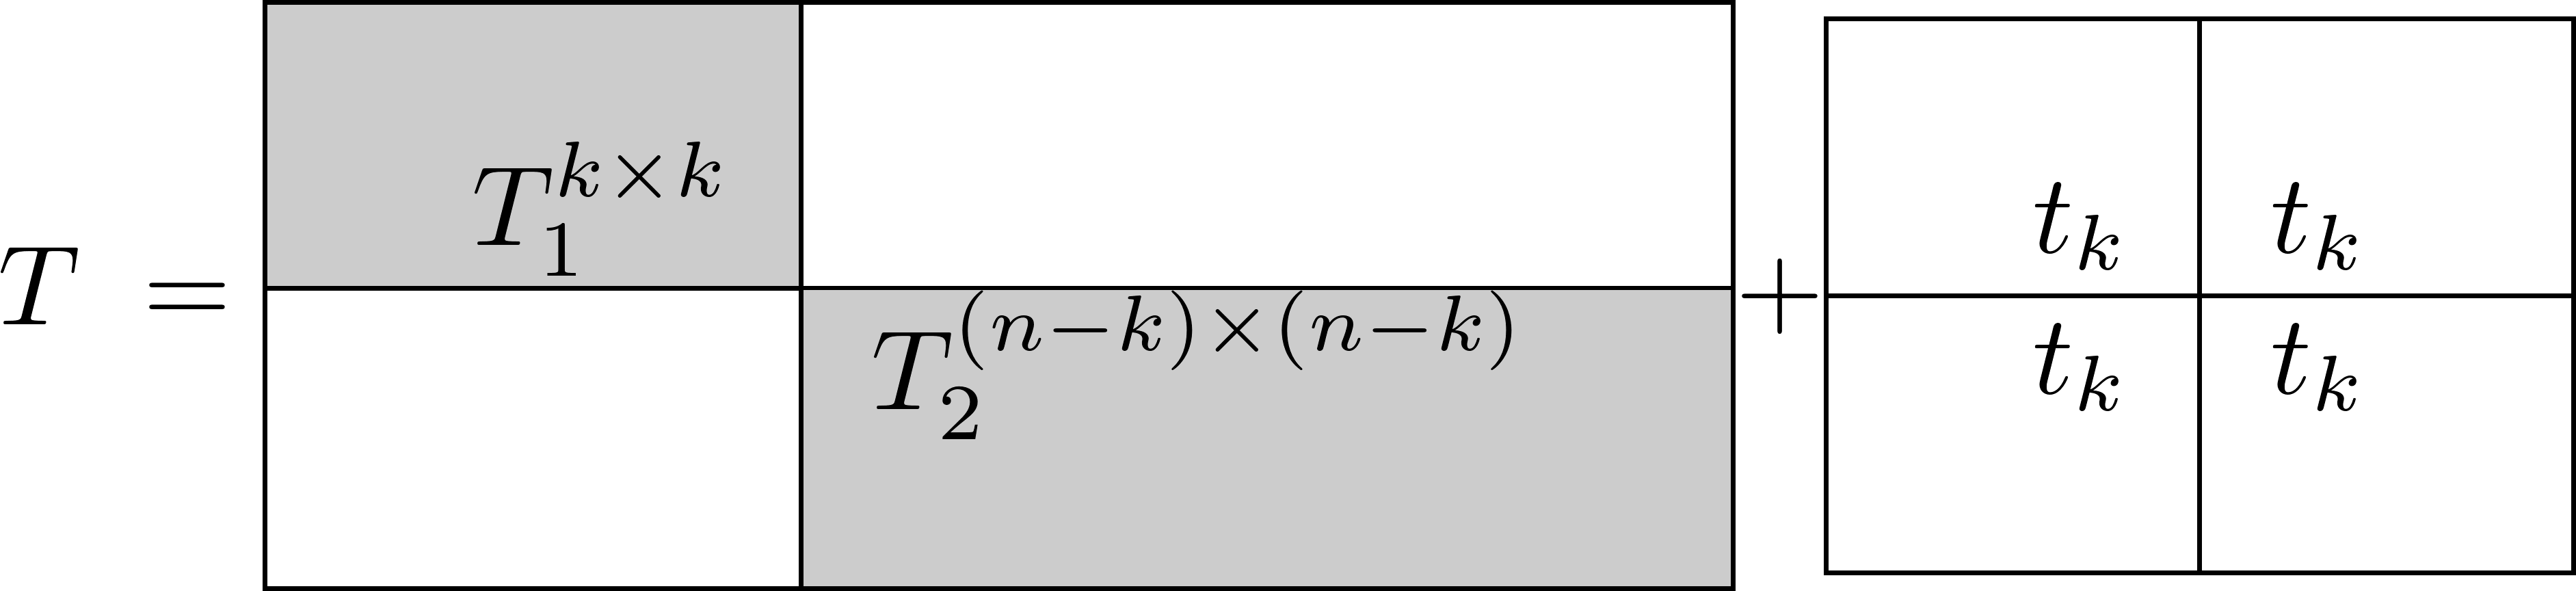 T = T_1^{k×k} + t_k t_k
T_2^{(n−k)×(n−k)} t_k t_k